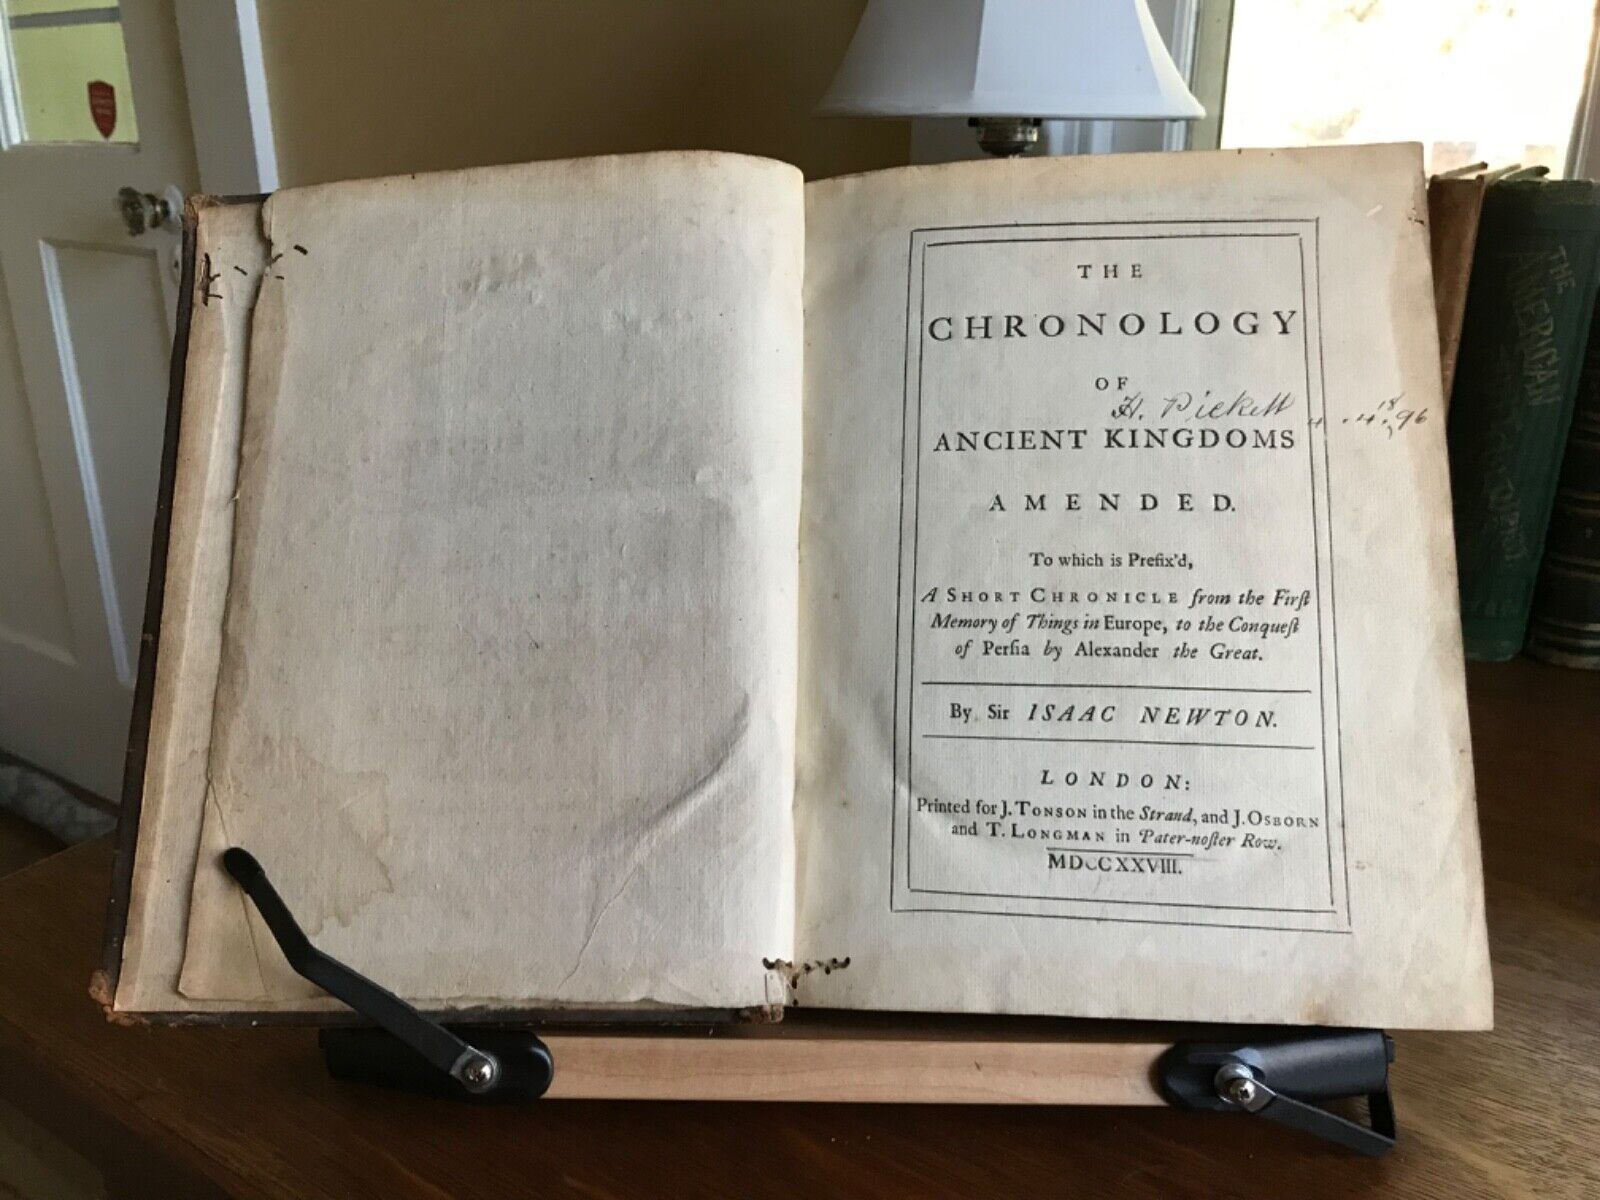 THE
CHRONOLOGY
OF
H. Pickett
ANCIENT KINGDOMS
AMENDED.
To which is Prefix'd,
A SHORT CHRONICLE from the Firſt
Memory of Things in Europe, to the Conqueſt
of Perſia by Alexander the Great.
By Sir ISAAC NEWTON.
LONDON:
Printed for J. TONSON in the Strand, and J. OSBORN
and T. LONGMAN in Pater-noſter Row.
MDCCXXVIII.
THE
AMERICAN